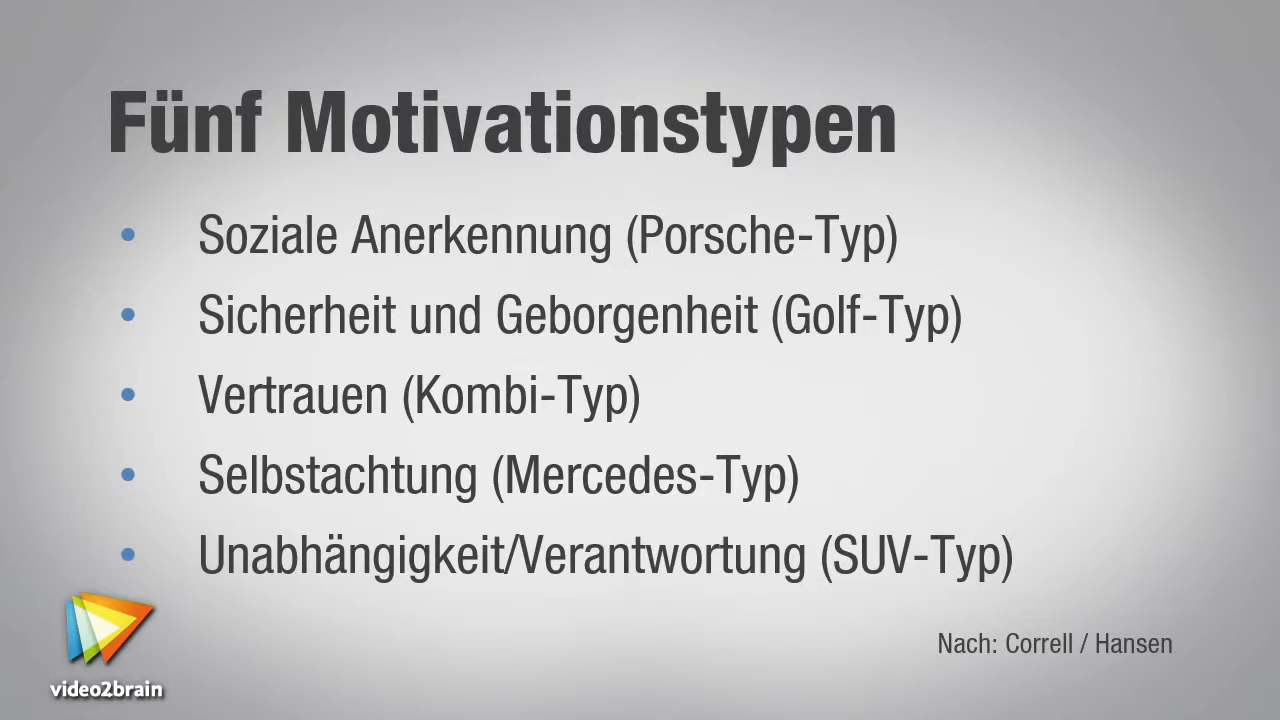 Fünf Motivationstypen
• Soziale Anerkennung (Porsche-Typ)
• Sicherheit und Geborgenheit (Golf-Typ)
• Vertrauen (Kombi-Typ)
• Selbstachtung (Mercedes-Typ)
• Unabhängigkeit/Verantwortung (SUV-Typ)
Nach: Correll / Hansen
video2brain